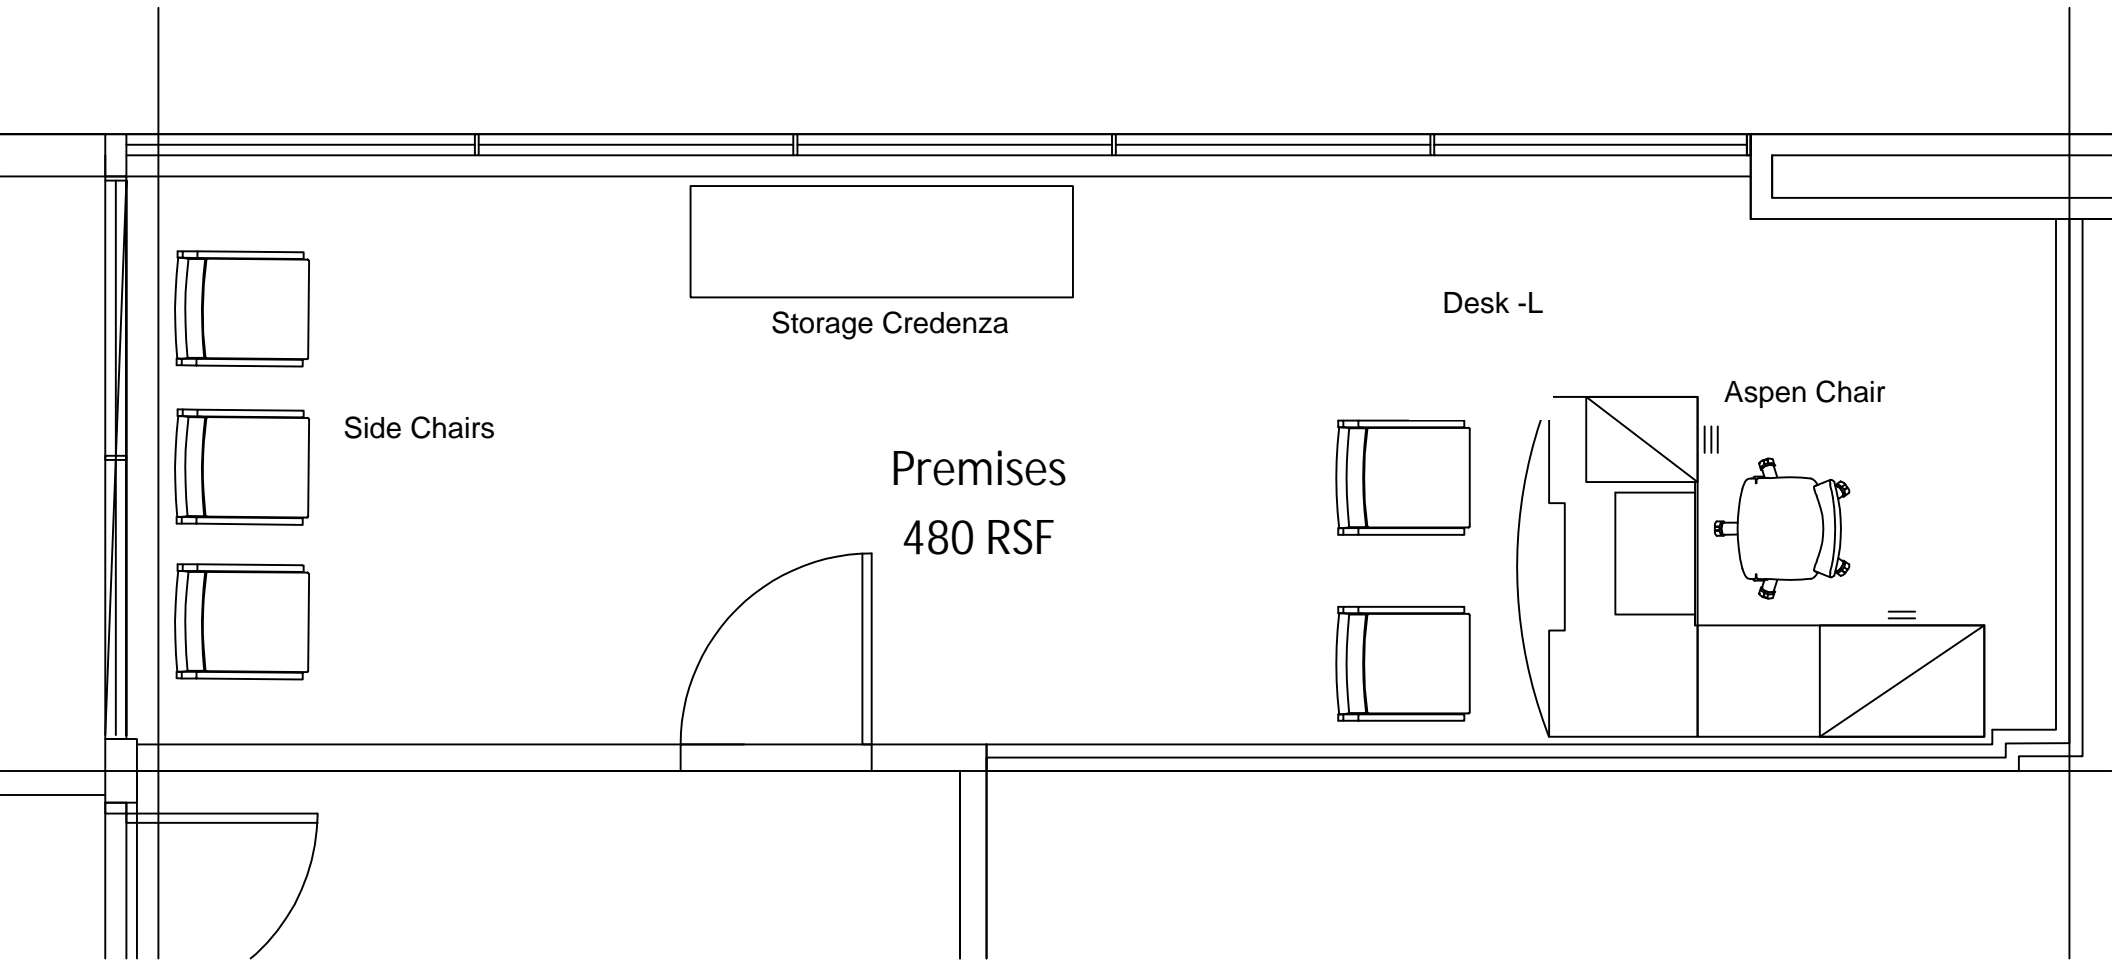 Desk -L
Storage Credenza
Aspen Chair
Side Chairs
Premises
480 RSF